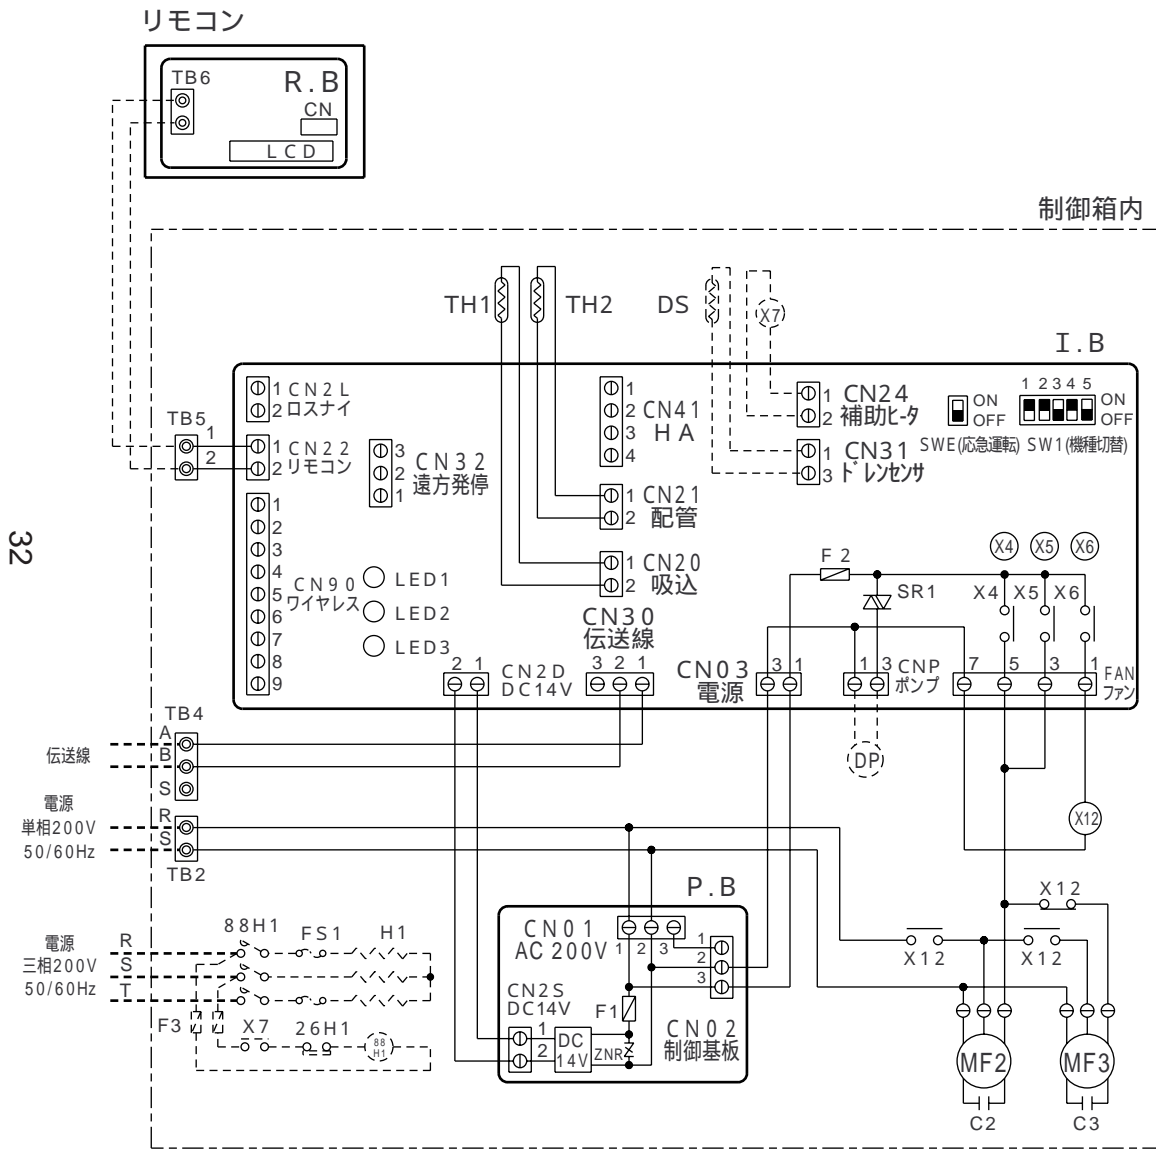 リモコン
TB6
R.B
CN
LCD
制御箱内
TH1
TH2
DS
X7
I.B
1 CN2L
2 ロスナイ
TB5
1
2
1 CN22
2 リモコン
3
2
1
CN32
遠方発停
1
2
3
4
CN41
HA
1 CN24
2 補助ヒータ
1 CN31
3 ドレンセンサ
ON
OFF
SWE(応急運転)
1 2 3 4 5
ON
OFF
SW1(機種切替)
1 CN21
2 配管
1 CN20
2 吸込
1
2
3
4
5
6
7
8
9
CN90
ワイヤレス
LED1
LED2
LED3
32
F2
SR1
X4
X5
X6
X4
X5
X6
2 1
CN2D
DC14V
CN30
伝送線
3 2 1
CN03
電源
3 1
1 3
CNP
ポンプ
7 5 3 1
FAN
ファン
DP
TB4
A
B
S
伝送線
電源
単相200V
50/60Hz
R
S
TB2
X12
P.B
CN01
AC200V
1 2 3
1
2
3
CN2S
DC14V
1
2
DC
14V
F1
ZNR
CN02
制御基板
88H1
FS1
H1
電源
三相200V
50/60Hz
R
S
T
F3
X7
26H1
88
H1
X12
X12
X12
MF2
MF3
C2
C3